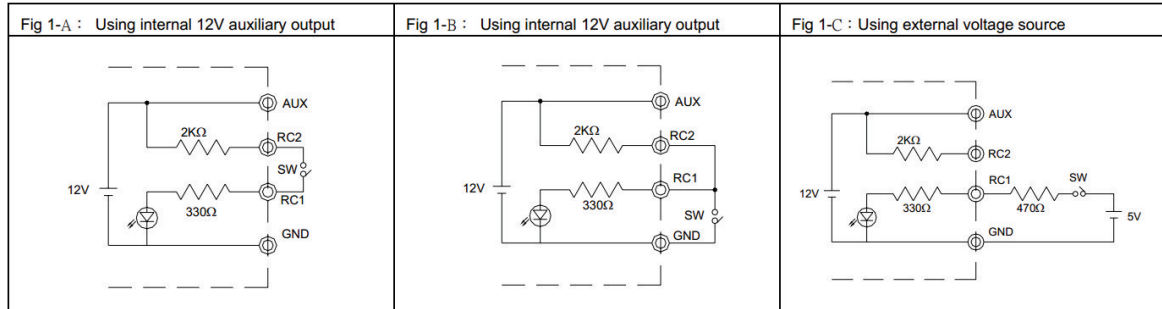 Fig 1-A： Using internal 12V auxiliary output
AUX
2KΩ
RC2
SW
12V
RC1
330Ω
GND
Fig 1-B： Using internal 12V auxiliary output
AUX
2KΩ
RC2
RC1
12V
330Ω
SW
GND
Fig 1-C：Using external voltage source
AUX
2KΩ
RC2
RC1
SW
12V
330Ω
470Ω
5V
GND